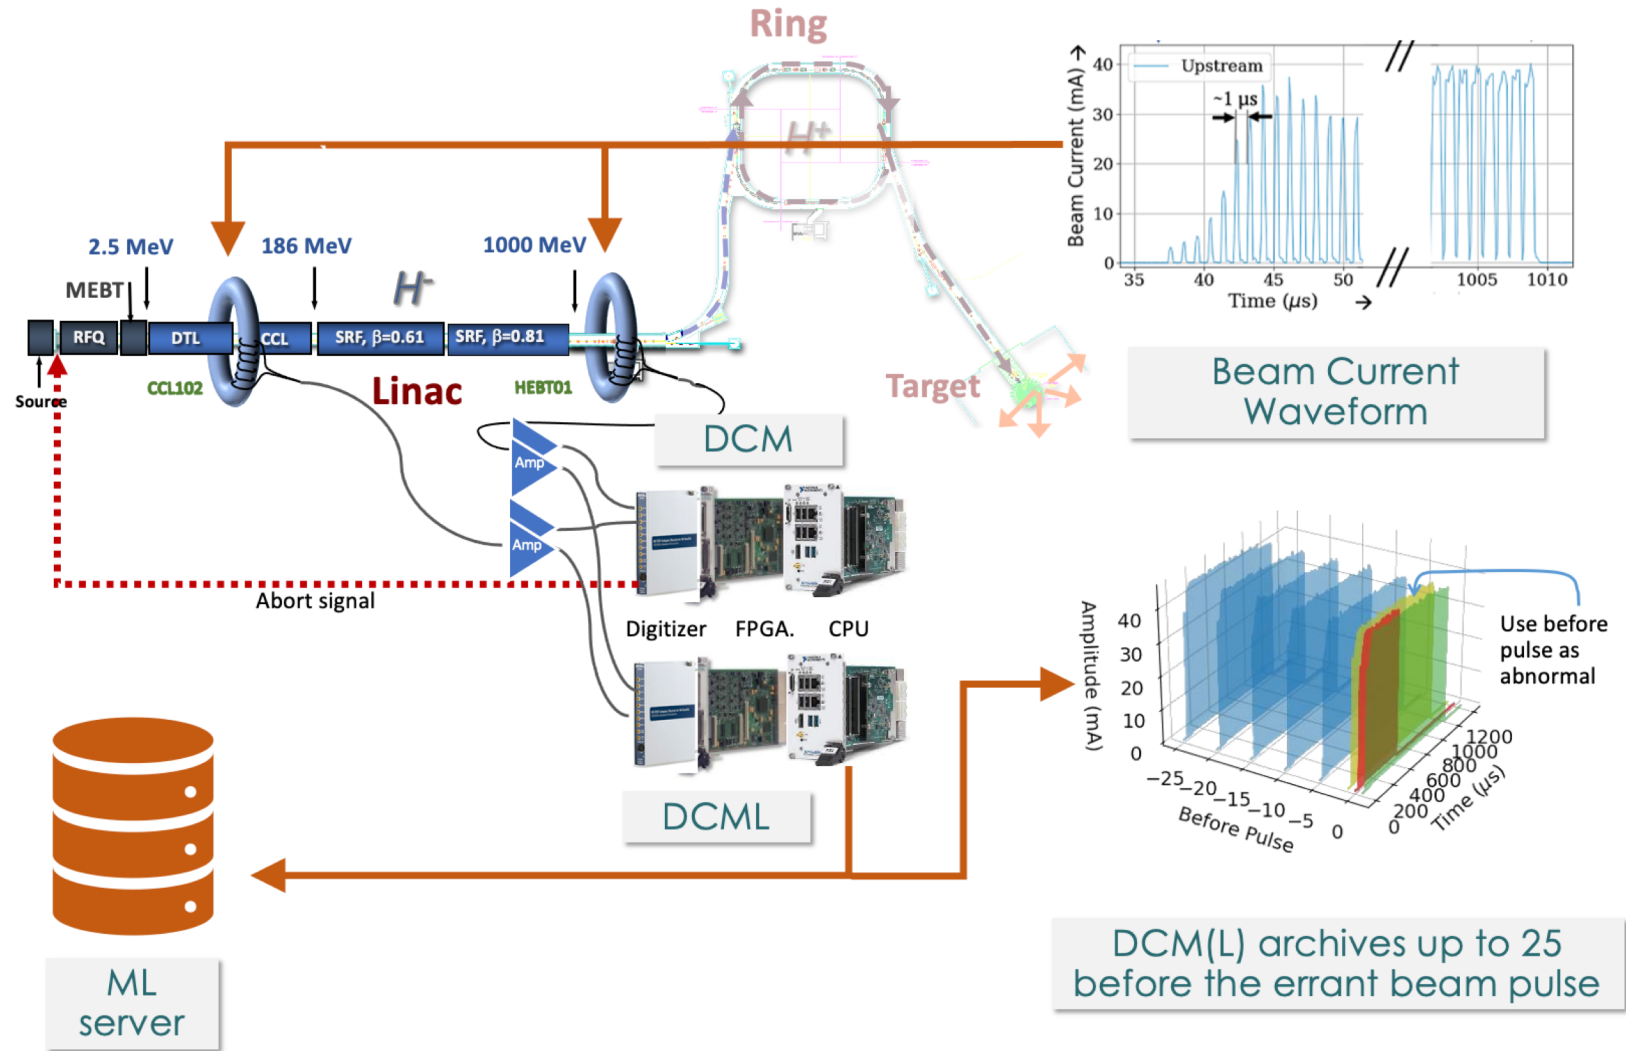 Ring
H⁺
2.5 MeV
186 MeV
1000 MeV
MEBT
H⁻
RFQ
DTL
CCL
SRF, β=0.61
SRF, β=0.81
Source
CCL102
Linac
HEBT01
Target
DCM
Amp
Amp
Abort signal
Digitizer FPGA. CPU
DCML
ML
server
Upstream
~1 µs
Beam Current (mA) →
40
30
20
10
0
35 40 45 50 1005 1010
Time (µs) →
Beam Current
Waveform
Use before
pulse as
abnormal
Amplitude (mA)
40
30
20
10
0
−25 −20 −15 −10 −5 0
Before Pulse
0 200 400 600 800 1000 1200
Time (µs)
DCM(L) archives up to 25
before the errant beam pulse